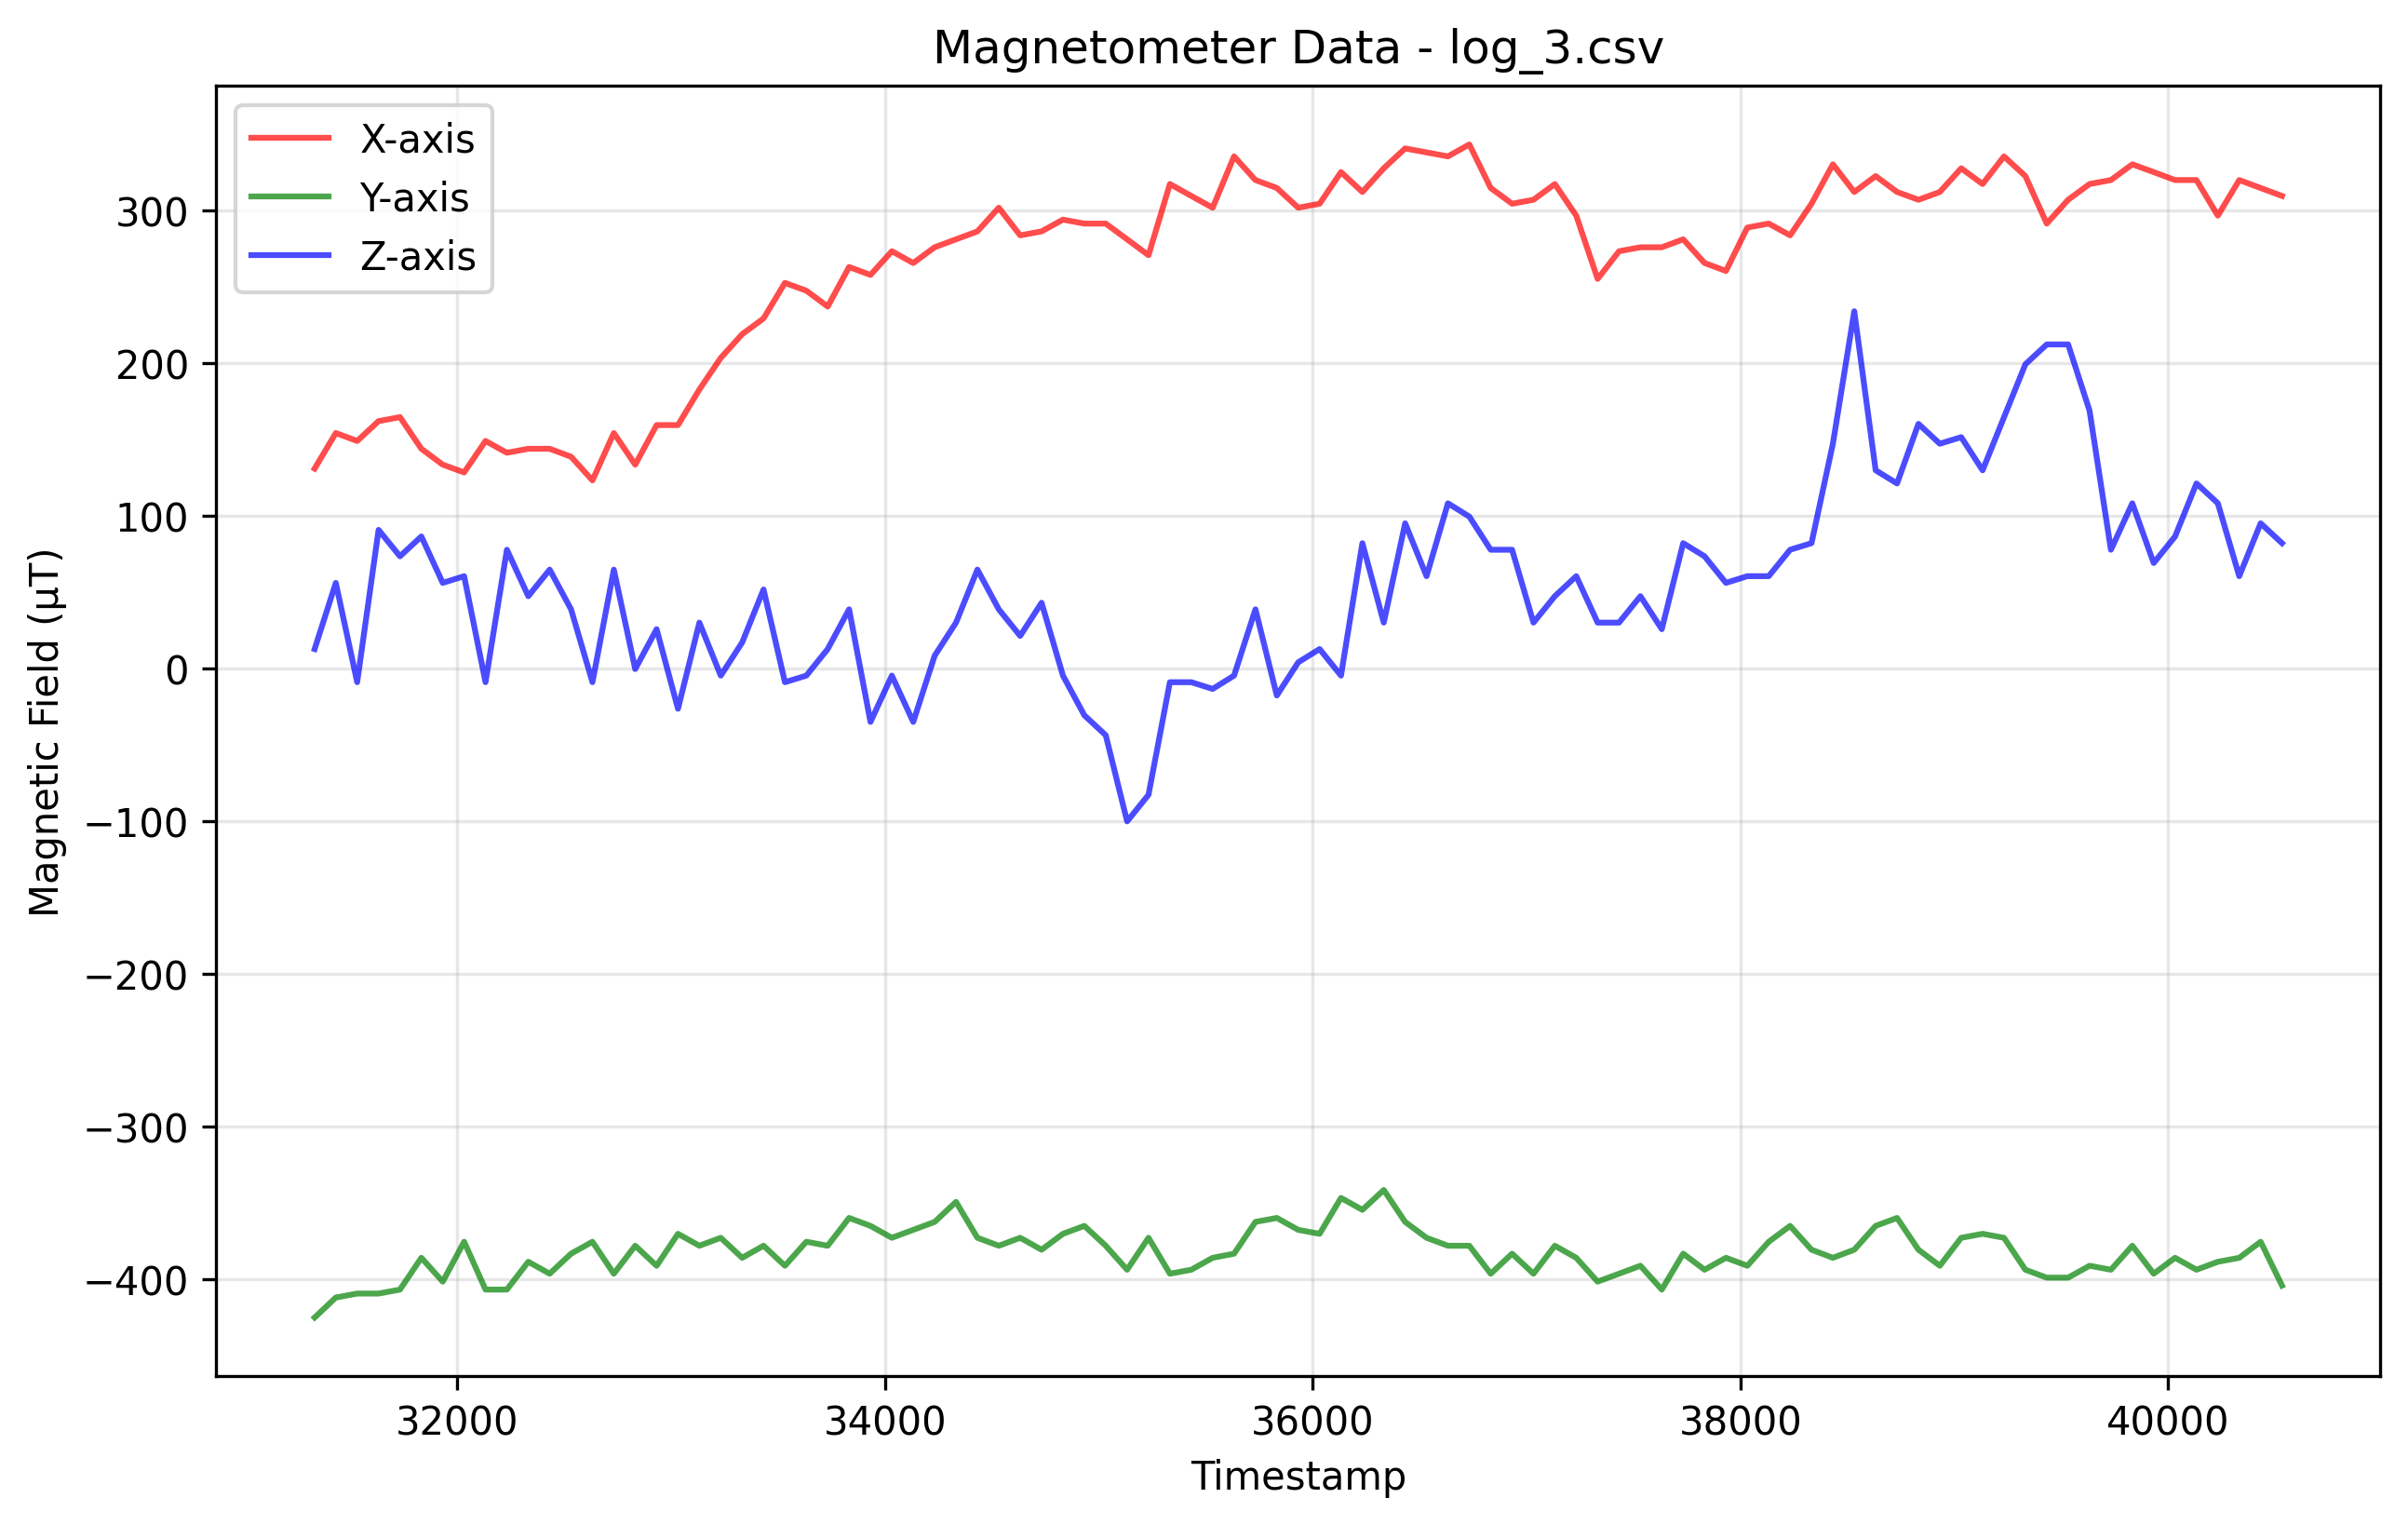 Magnetometer Data - log_3.csv
X-axis
Y-axis
Z-axis
Magnetic Field (μT)
300
200
100
0
−100
−200
−300
−400
32000 34000 36000 38000 40000
Timestamp